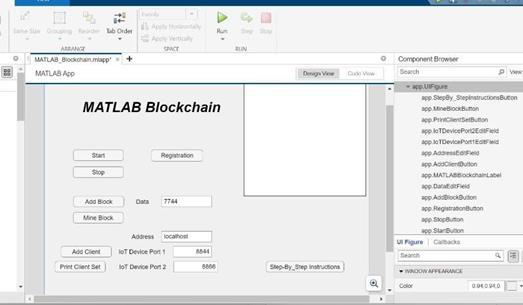 View
Same Size Grouping Reorder Tab Order
Family
Apply Horizontally
Apply Vertically
Run Step Stop
ARRANGE SPACE RUN
MATLAB_Blockchain.mlapp* × +
MATLAB App Design View Code View
MATLAB Blockchain
Start Registration
Stop
Add Block Data 7744
Mine Block
Address localhost
Add Client IoT Device Port 1 8844
Print Client Set IoT Device Port 2 8866
Step-By_Step Instructions
Component Browser
Search View
app.UIFigure
app.StepBy_StepInstructionsButton
app.MineBlockButton
app.PrintClientSetButton
app.IoTDevicePort2EditField
app.IoTDevicePort1EditField
app.AddressEditField
app.AddClientButton
app.MATLABBlockchainLabel
app.DataEditField
app.AddBlockButton
app.RegistrationButton
app.StopButton
app.StartButton
UI Figure Callbacks
Search
WINDOW APPEARANCE
Color 0.94,0.94,0.